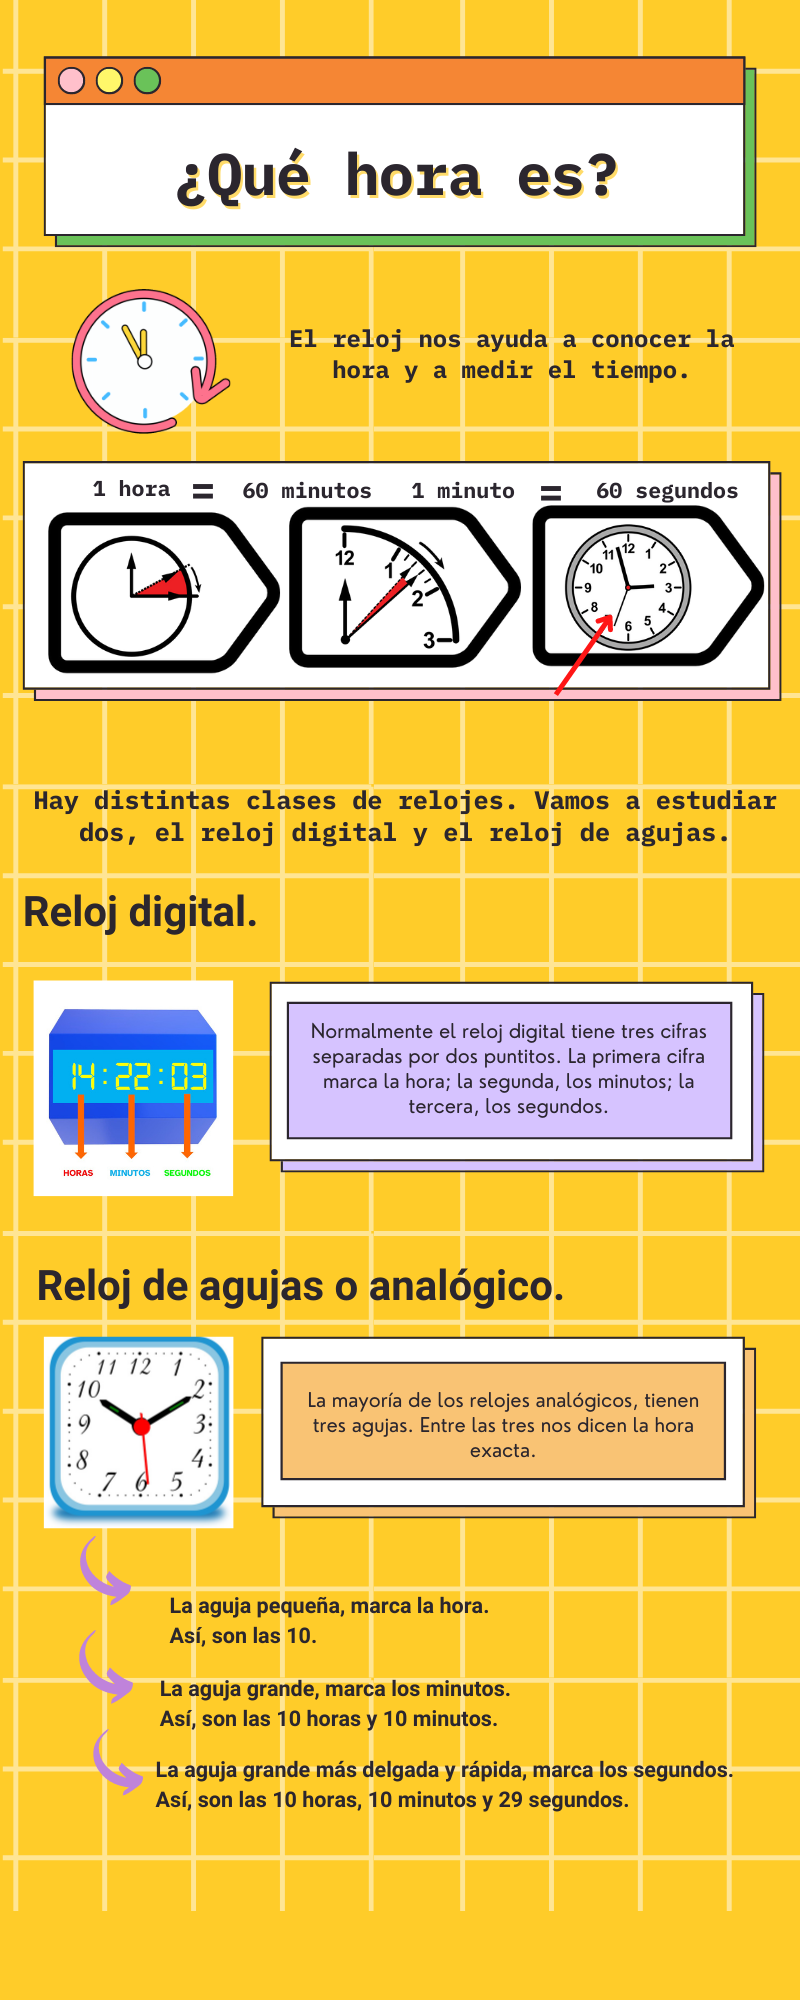 ¿Qué hora es?
El reloj nos ayuda a conocer la
hora y a medir el tiempo.
1 hora = 60 minutos 1 minuto = 60 segundos
12
1
2
3
12
1
2
3
4
5
6
8
9
10
11
Hay distintas clases de relojes. Vamos a estudiar
dos, el reloj digital y el reloj de agujas.
Reloj digital.
14:22:03
HORAS MINUTOS SEGUNDOS
Normalmente el reloj digital tiene tres cifras
separadas por dos puntitos. La primera cifra
marca la hora; la segunda, los minutos; la
tercera, los segundos.
Reloj de agujas o analógico.
11 12 1
10 2
9 3
8 4
7 6 5
La mayoría de los relojes analógicos, tienen
tres agujas. Entre las tres nos dicen la hora
exacta.
La aguja pequeña, marca la hora.
Así, son las 10.
La aguja grande, marca los minutos.
Así, son las 10 horas y 10 minutos.
La aguja grande más delgada y rápida, marca los segundos.
Así, son las 10 horas, 10 minutos y 29 segundos.